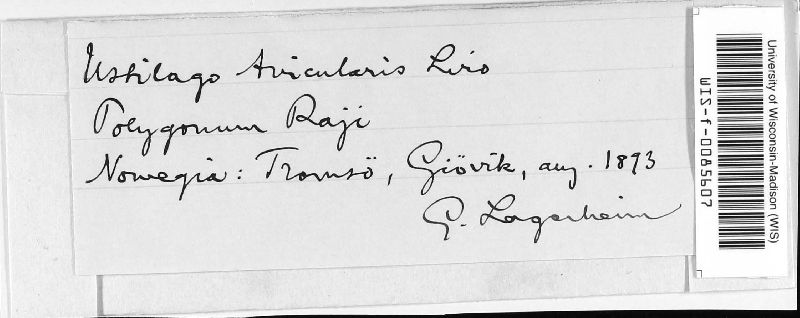 Ustilago Avicularis Liro
Polygonum Raji
Norwegia: Tromsö, Giövik, aug. 1893
G. Lagerheim
University of Wisconsin-Madison (WIS)
WIS-f-0085607